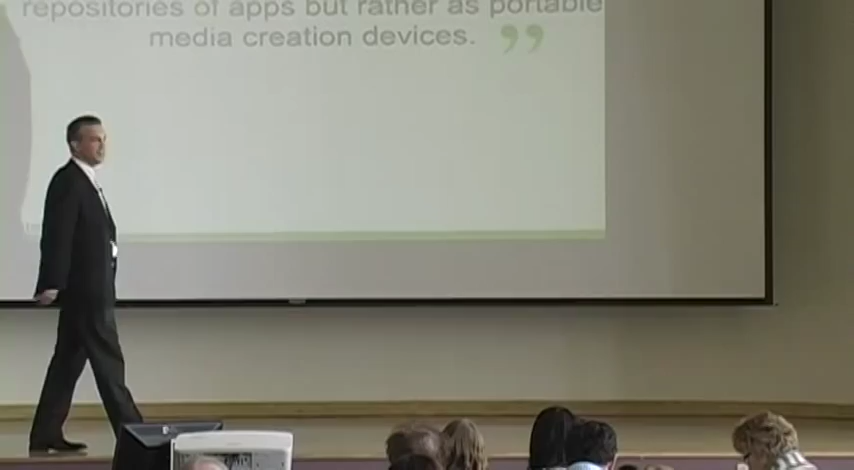 repositories of apps but rather as portable
media creation devices. ”